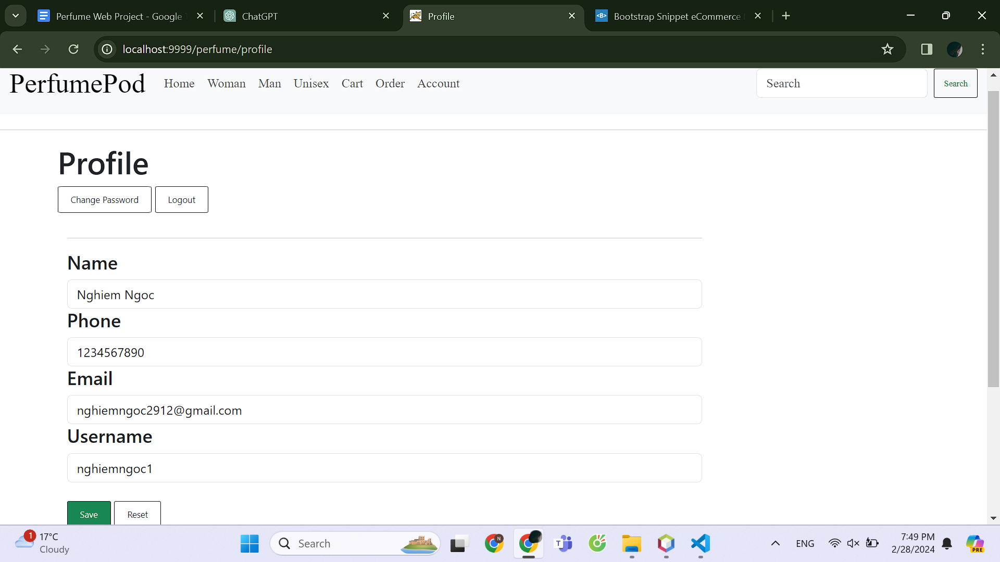 Perfume Web Project - Google
ChatGPT
Profile
Bootstrap Snippet eCommerce
localhost:9999/perfume/profile
PerfumePod Home Woman Man Unisex Cart Order Account Search Search
Profile
Change Password Logout
Name
Nghiem Ngoc
Phone
1234567890
Email
nghiemngoc2912@gmail.com
Username
nghiemngoc1
Save Reset
1
17°C
Cloudy
Search
N
T
ENG
7:49 PM
2/28/2024
PRE